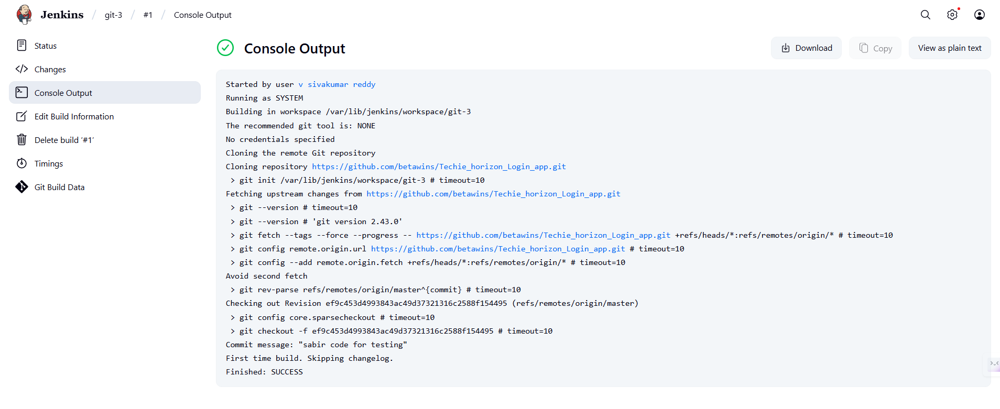 Jenkins / git-3 / #1 / Console Output
Status
Changes
Console Output
Edit Build Information
Delete build ‘#1’
Timings
Git Build Data
Console Output
Download
Copy
View as plain text
Started by user v sivakumar reddy
Running as SYSTEM
Building in workspace /var/lib/jenkins/workspace/git-3
The recommended git tool is: NONE
No credentials specified
Cloning the remote Git repository
Cloning repository https://github.com/betawins/Techie_horizon_Login_app.git
 > git init /var/lib/jenkins/workspace/git-3 # timeout=10
Fetching upstream changes from https://github.com/betawins/Techie_horizon_Login_app.git
 > git --version # timeout=10
 > git --version # 'git version 2.43.0'
 > git fetch --tags --force --progress -- https://github.com/betawins/Techie_horizon_Login_app.git +refs/heads/*:refs/remotes/origin/* # timeout=10
 > git config remote.origin.url https://github.com/betawins/Techie_horizon_Login_app.git # timeout=10
 > git config --add remote.origin.fetch +refs/heads/*:refs/remotes/origin/* # timeout=10
Avoid second fetch
 > git rev-parse refs/remotes/origin/master^{commit} # timeout=10
Checking out Revision ef9c453d4993843ac49d37321316c2588f154495 (refs/remotes/origin/master)
 > git config core.sparsecheckout # timeout=10
 > git checkout -f ef9c453d4993843ac49d37321316c2588f154495 # timeout=10
Commit message: "sabir code for testing"
First time build. Skipping changelog.
Finished: SUCCESS